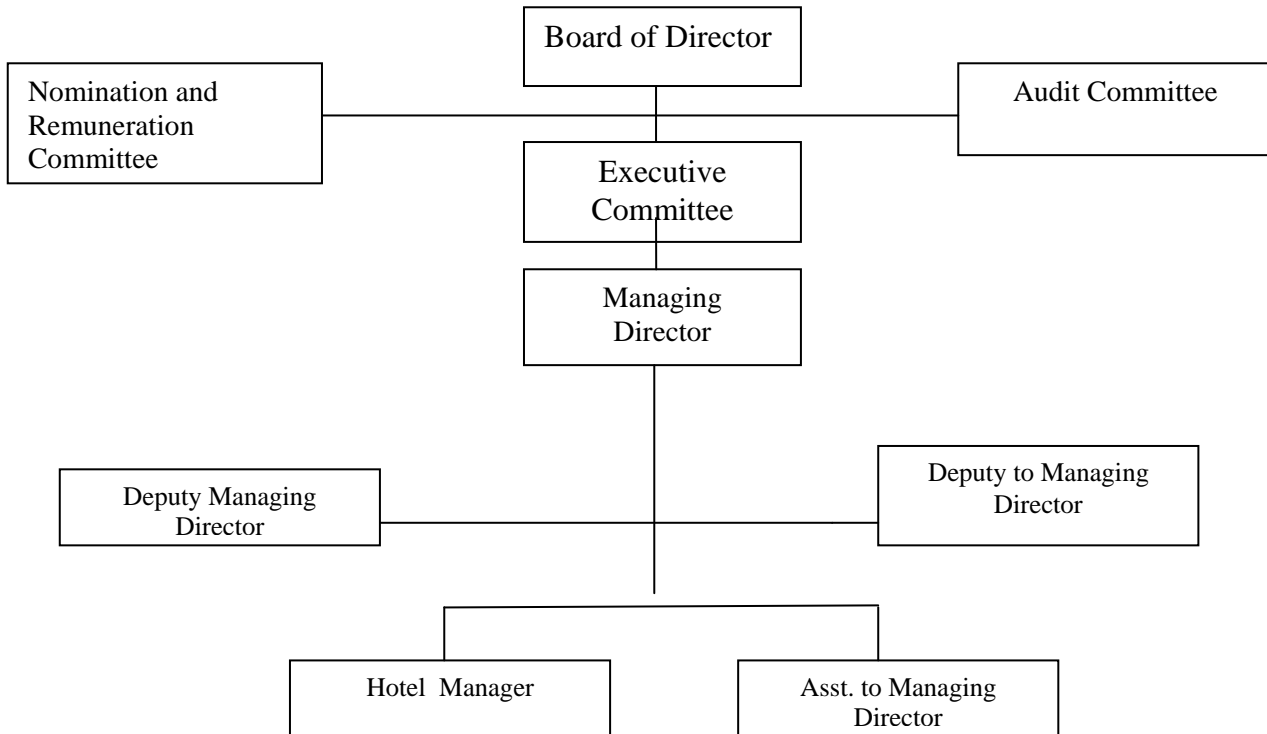 Board of Director
Nomination and
Remuneration
Committee
Audit Committee
Executive
Committee
Managing
Director
Deputy Managing
Director
Deputy to Managing
Director
Hotel Manager
Asst. to Managing
Director